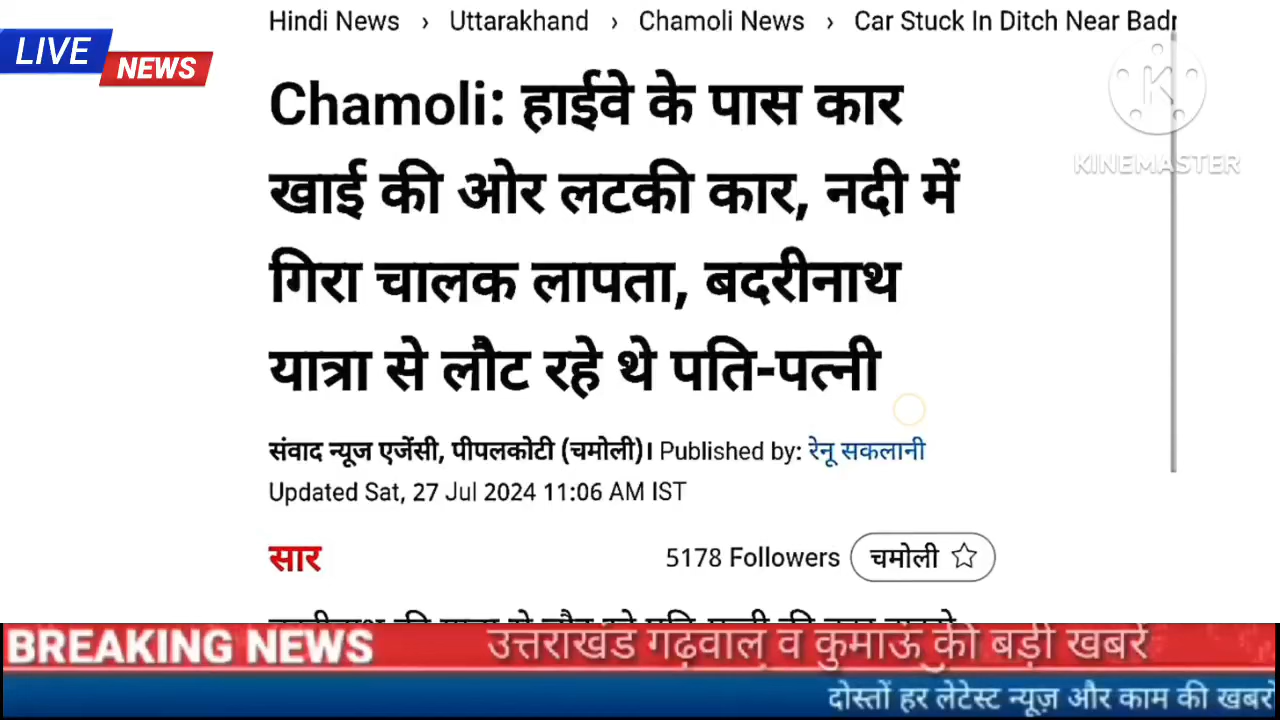 Hindi News › Uttarakhand › Chamoli News › Car Stuck In Ditch Near Badr
LIVE
NEWS
Chamoli: हाईवे के पास कार
खाई की ओर लटकी कार, नदी में
गिरा चालक लापता, बदरीनाथ
यात्रा से लौट रहे थे पति-पत्नी
K
KINEMASTER
संवाद न्यूज एजेंसी, पीपलकोटी (चमोली)। Published by: रेनू सकलानी
Updated Sat, 27 Jul 2024 11:06 AM IST
सार
5178 Followers
चमोली
BREAKING NEWS
उत्तराखंड गढ़वाल व कुमाऊ की बड़ी खबरें
दोस्तों हर लेटेस्ट न्यूज़ और काम की खबरो